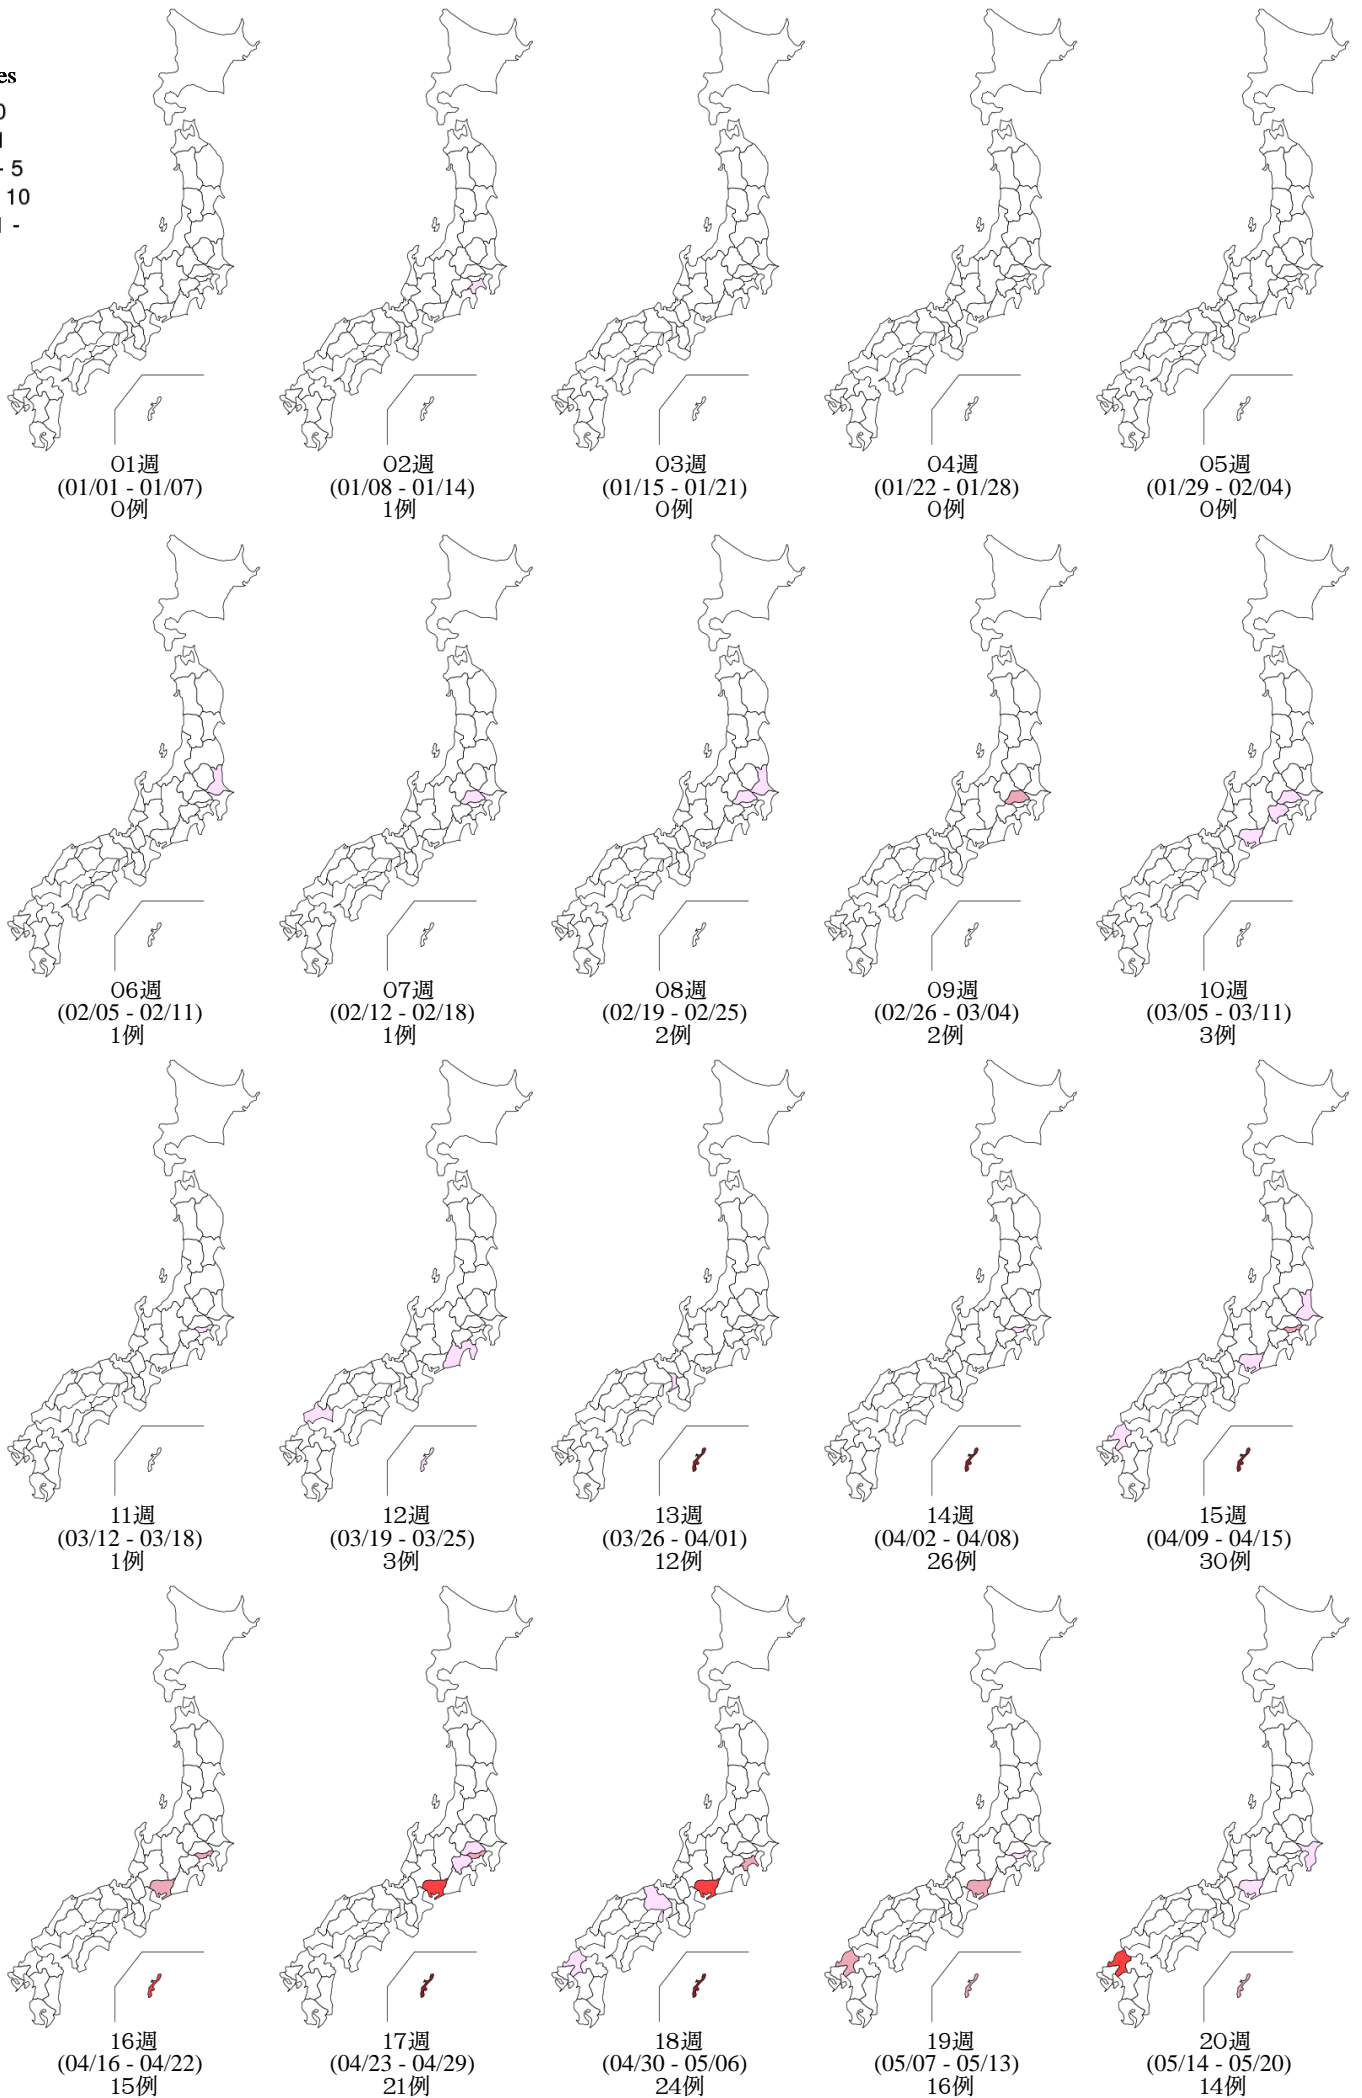 es
0
1
- 5
10
1 -
01週
(01/01 - 01/07)
0例
02週
(01/08 - 01/14)
1例
03週
(01/15 - 01/21)
0例
04週
(01/22 - 01/28)
0例
05週
(01/29 - 02/04)
0例
06週
(02/05 - 02/11)
1例
07週
(02/12 - 02/18)
1例
08週
(02/19 - 02/25)
2例
09週
(02/26 - 03/04)
2例
10週
(03/05 - 03/11)
3例
11週
(03/12 - 03/18)
1例
12週
(03/19 - 03/25)
3例
13週
(03/26 - 04/01)
12例
14週
(04/02 - 04/08)
26例
15週
(04/09 - 04/15)
30例
16週
(04/16 - 04/22)
15例
17週
(04/23 - 04/29)
21例
18週
(04/30 - 05/06)
24例
19週
(05/07 - 05/13)
16例
20週
(05/14 - 05/20)
14例